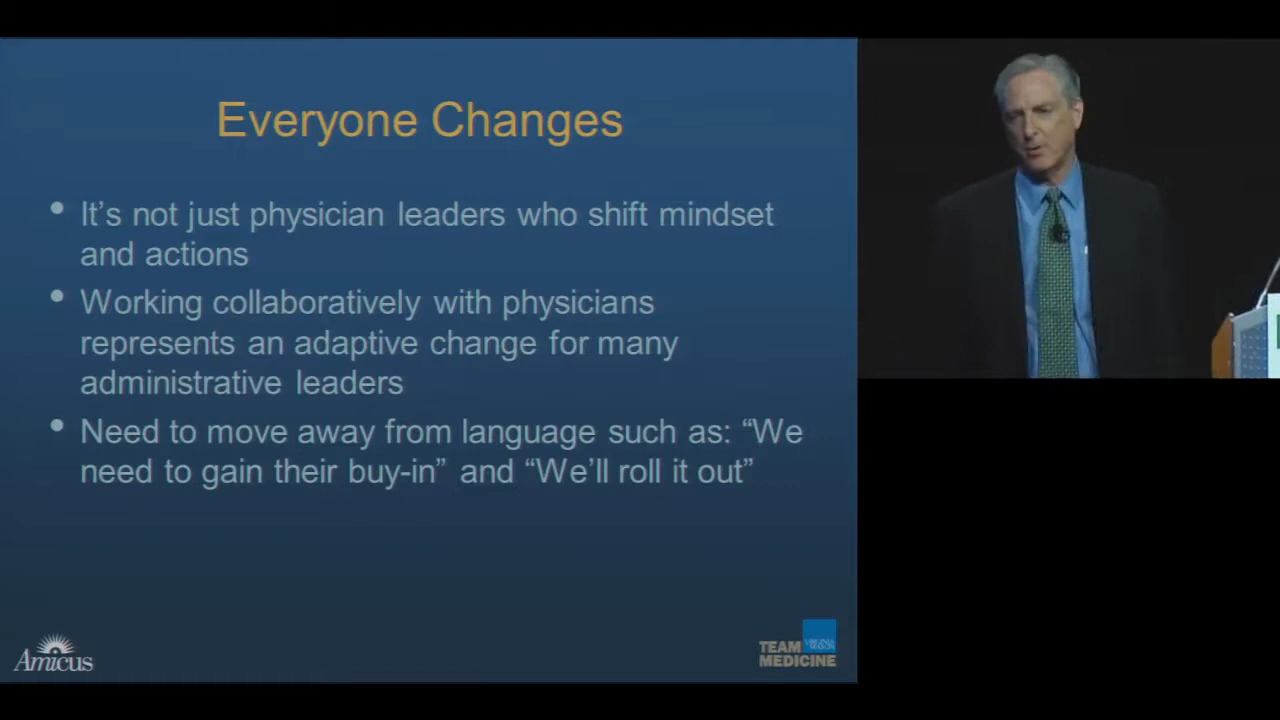 Everyone Changes
• It’s not just physician leaders who shift mindset
and actions
• Working collaboratively with physicians
represents an adaptive change for many
administrative leaders
• Need to move away from language such as: “We
need to gain their buy-in” and “We’ll roll it out”
Amicus
VIRGINIA
MASON
TEAM
MEDICINE